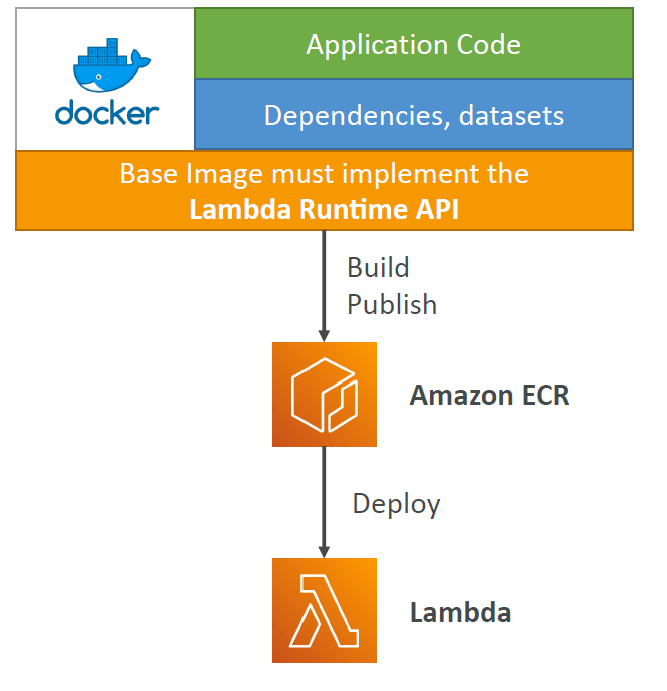 docker
Application Code
Dependencies, datasets
Base Image must implement the
Lambda Runtime API
Build
Publish
Amazon ECR
Deploy
Lambda